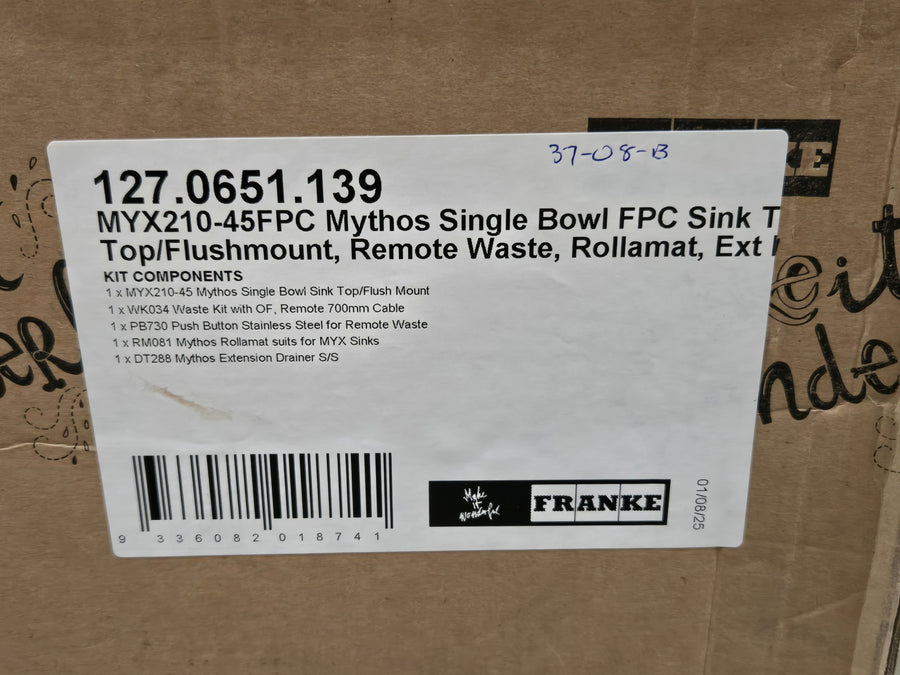 37-08-B
127.0651.139
MYX210-45FPC Mythos Single Bowl FPC Sink T
Top/Flushmount, Remote Waste, Rollamat, Ext
KIT COMPONENTS
1 x MYX210-45 Mythos Single Bowl Sink Top/Flush Mount
1 x WK034 Waste Kit with OF, Remote 700mm Cable
1 x PB730 Push Button Stainless Steel for Remote Waste
1 x RM081 Mythos Rollamat suits for MYX Sinks
1 x DT288 Mythos Extension Drainer S/S
9 336082 018741
Make it Wonderful
FRANKE
01/08/25
KE
eit
nde